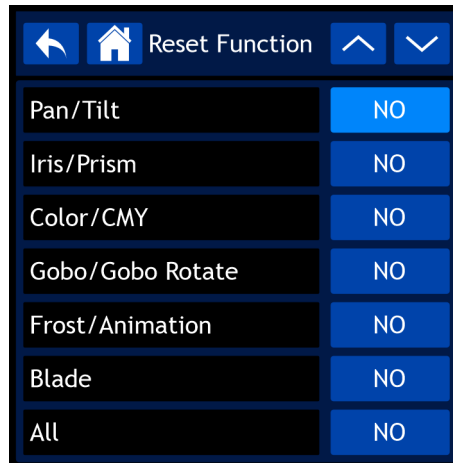 Reset Function
Pan/Tilt NO
Iris/Prism NO
Color/CMY NO
Gobo/Gobo Rotate NO
Frost/Animation NO
Blade NO
All NO